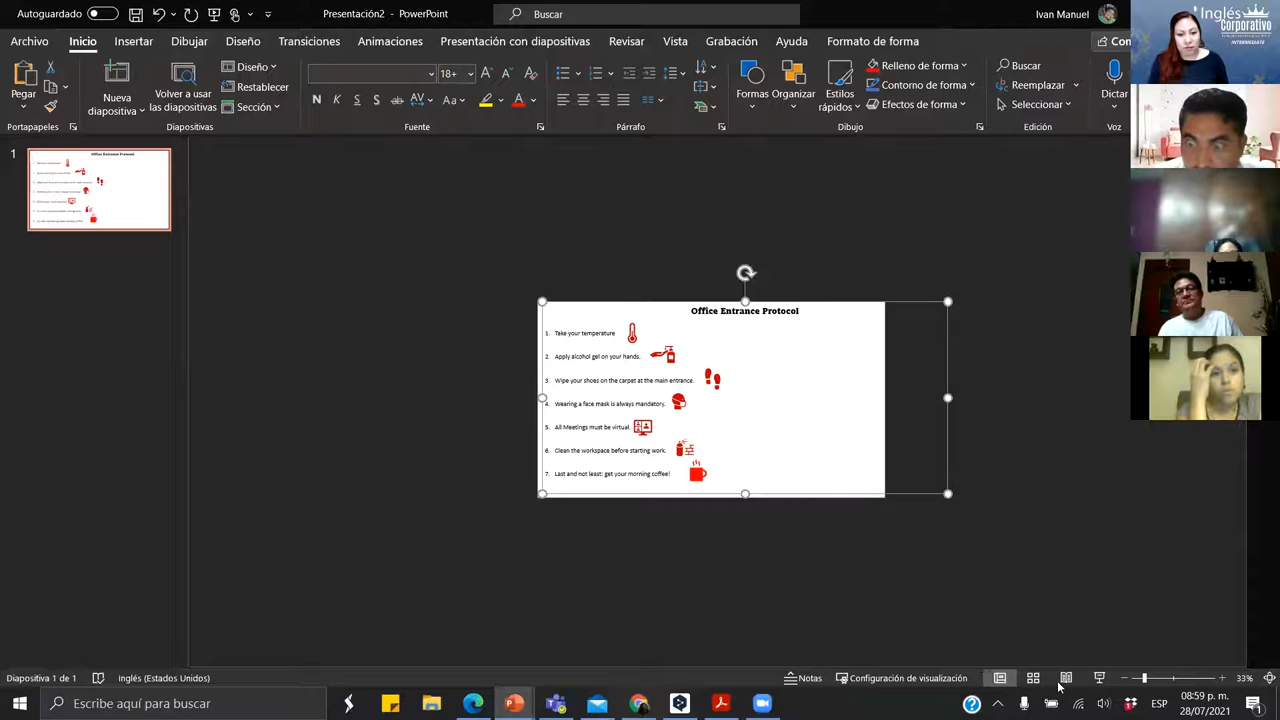 Autoguardado
Presentación2 - PowerPoint
Buscar
Ivan Manuel
Inglés
Corporativo
INTERMEDIATE
Archivo
Inicio
Insertar
Dibujar
Diseño
Transiciones
Animaciones
Revisar
Vista
Ayuda
Formato de
Con
Pegar
Nueva
diapositiva
Volver a usar
las diapositivas
Diseño
Restablecer
Sección
18+
N
S
ab
AV
Aa
A
Formas
Organizar
Estilos
rápidos
Relleno de forma
Contorno de forma
Efectos de forma
Buscar
Reemplazar
Seleccionar
Dictar
Portapapeles
Diapositivas
Fuente
Párrafo
Dibujo
Edición
Voz
1
Office Entrance Protocol
1. Take your temperature
2. Apply alcohol gel on your hands.
3. Wipe your shoes on the carpet at the main entrance.
4. Wearing a face mask is always mandatory.
5. All Meetings must be virtual.
6. Clean the workspace before starting work.
7. Last and not least: get your morning coffee!
Diapositiva 1 de 1
Inglés (Estados Unidos)
Notas
Configuración de visualización
33%
Escribe aquí para buscar
ESP
08:59 p. m.
28/07/2021